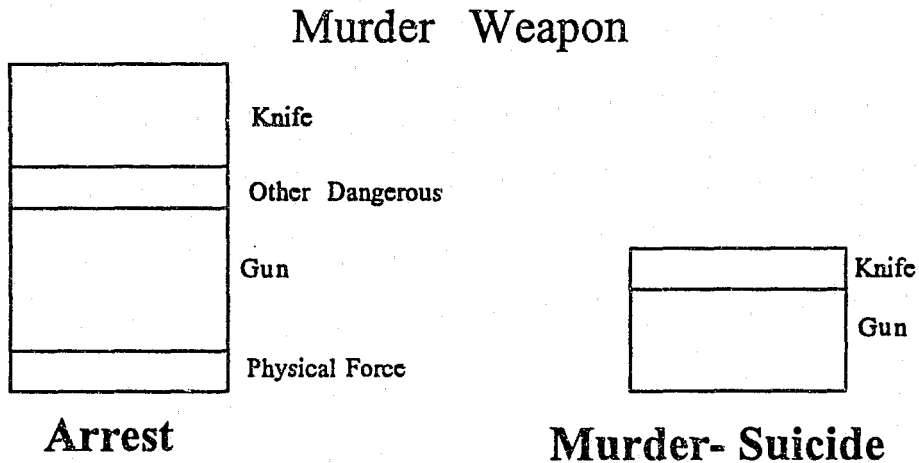 Murder Weapon
Knife
Other Dangerous
Gun
Physical Force
Arrest
Knife
Gun
Murder- Suicide